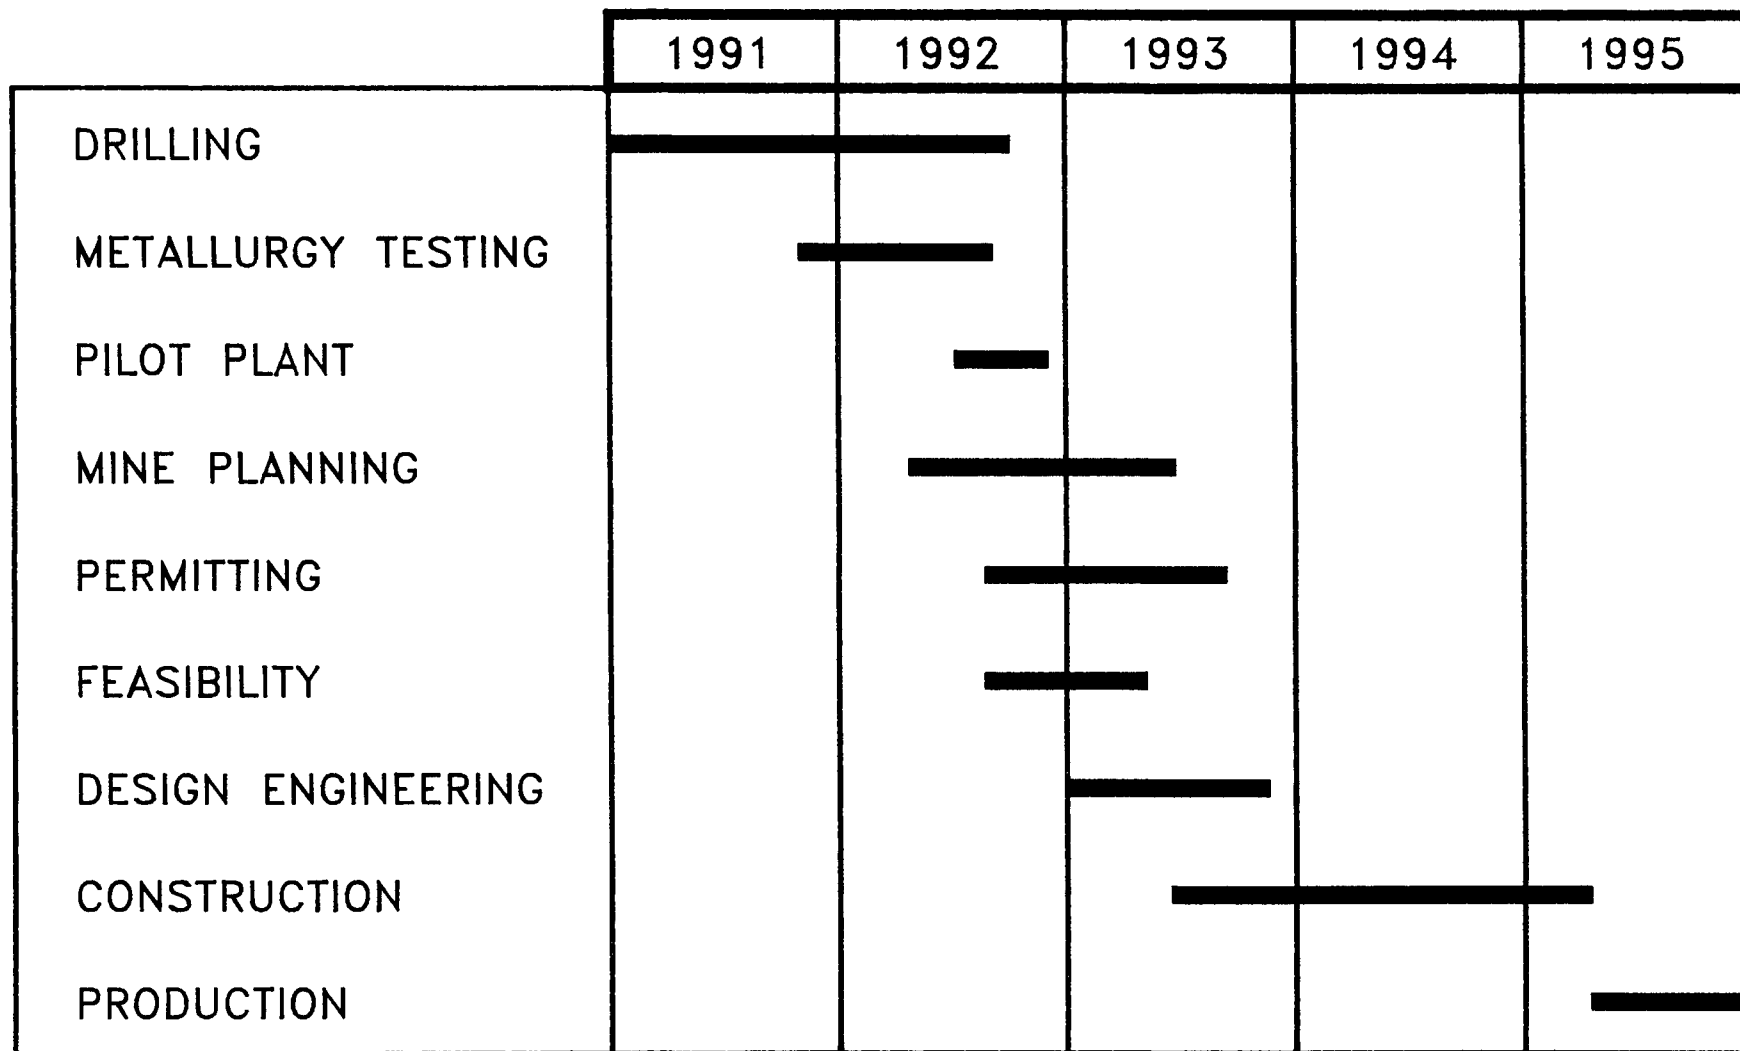 1991 1992 1993 1994 1995
DRILLING
METALLURGY TESTING
PILOT PLANT
MINE PLANNING
PERMITTING
FEASIBILITY
DESIGN ENGINEERING
CONSTRUCTION
PRODUCTION